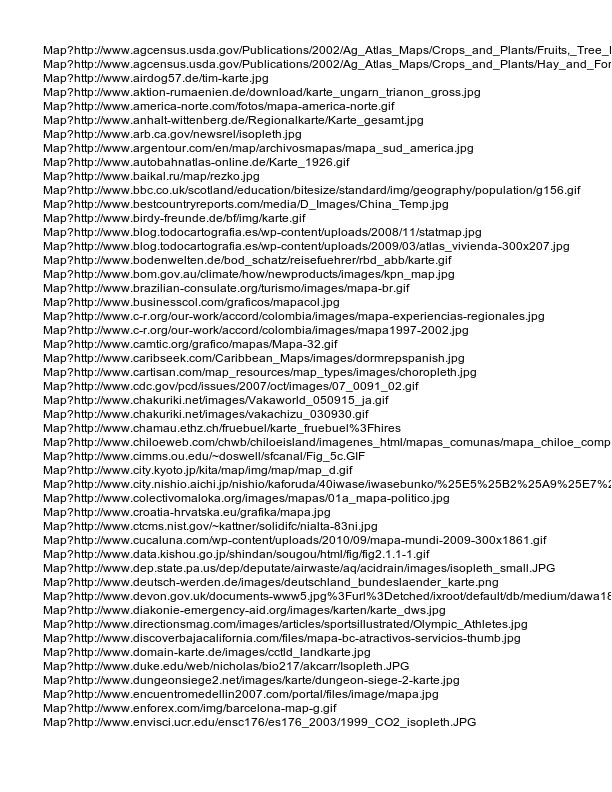 Map?http://www.agcensus.usda.gov/Publications/2002/Ag_Atlas_Maps/Crops_and_Plants/Fruits,_Tree_
Map?http://www.agcensus.usda.gov/Publications/2002/Ag_Atlas_Maps/Crops_and_Plants/Hay_and_For
Map?http://www.airdog57.de/tim-karte.jpg
Map?http://www.aktion-rumaenien.de/download/karte_ungarn_trianon_gross.jpg
Map?http://www.america-norte.com/fotos/mapa-america-norte.gif
Map?http://www.anhalt-wittenberg.de/Regionalkarte/Karte_gesamt.jpg
Map?http://www.arb.ca.gov/newsrel/isopleth.jpg
Map?http://www.argentour.com/en/map/archivosmapas/mapa_sud_america.jpg
Map?http://www.autobahnatlas-online.de/Karte_1926.gif
Map?http://www.baikal.ru/map/rezko.jpg
Map?http://www.bbc.co.uk/scotland/education/bitesize/standard/img/geography/population/g156.gif
Map?http://www.bestcountryreports.com/media/D_Images/China_Temp.jpg
Map?http://www.birdy-freunde.de/bf/img/karte.gif
Map?http://www.blog.todocartografia.es/wp-content/uploads/2008/11/statmap.jpg
Map?http://www.blog.todocartografia.es/wp-content/uploads/2009/03/atlas_vivienda-300x207.jpg
Map?http://www.bodenwelten.de/bod_schatz/reisefuehrer/rbd_abb/karte.gif
Map?http://www.bom.gov.au/climate/how/newproducts/images/kpn_map.jpg
Map?http://www.brazilian-consulate.org/turismo/images/mapa-br.gif
Map?http://www.businesscol.com/graficos/mapacol.jpg
Map?http://www.c-r.org/our-work/accord/colombia/images/mapa-experiencias-regionales.jpg
Map?http://www.c-r.org/our-work/accord/colombia/images/mapa1997-2002.jpg
Map?http://www.camtic.org/grafico/mapas/Mapa-32.gif
Map?http://www.caribseek.com/Caribbean_Maps/images/dormrepspanish.jpg
Map?http://www.cartisan.com/map_resources/map_types/images/choropleth.jpg
Map?http://www.cdc.gov/pcd/issues/2007/oct/images/07_0091_02.gif
Map?http://www.chakuriki.net/images/Vakaworld_050915_ja.gif
Map?http://www.chakuriki.net/images/vakachizu_030930.gif
Map?http://www.chamau.ethz.ch/fruebuel/karte_fruebuel%3Fhires
Map?http://www.chiloeweb.com/chwb/chiloeisland/imagenes_html/mapas_comunas/mapa_chiloe_comp
Map?http://www.cimms.ou.edu/~doswell/sfcanal/Fig_5c.GIF
Map?http://www.city.kyoto.jp/kita/map/img/map/map_d.gif
Map?http://www.city.nishio.aichi.jp/nishio/kaforuda/40iwase/iwasebunko/%25E5%25B2%25A9%25E7%2
Map?http://www.colectivomaloka.org/images/mapas/01a_mapa-politico.jpg
Map?http://www.croatia-hrvatska.eu/grafika/mapa.jpg
Map?http://www.ctcms.nist.gov/~kattner/solidifc/nialta-83ni.jpg
Map?http://www.cucaluna.com/wp-content/uploads/2010/09/mapa-mundi-2009-300x1861.gif
Map?http://www.data.kishou.go.jp/shindan/sougou/html/fig/fig2.1.1-1.gif
Map?http://www.dep.state.pa.us/dep/deputate/airwaste/aq/acidrain/images/isopleth_small.JPG
Map?http://www.deutsch-werden.de/images/deutschland_bundeslaender_karte.png
Map?http://www.devon.gov.uk/documents-www5.jpg%3Furl%3Detched/ixroot/default/db/medium/dawa18
Map?http://www.diakonie-emergency-aid.org/images/karten/karte_dws.jpg
Map?http://www.directionsmag.com/images/articles/sportsillustrated/Olympic_Athletes.jpg
Map?http://www.discoverbajacalifornia.com/files/mapa-bc-atractivos-servicios-thumb.jpg
Map?http://www.domain-karte.de/images/cctld_landkarte.jpg
Map?http://www.duke.edu/web/nicholas/bio217/akcarr/Isopleth.JPG
Map?http://www.dungeonsiege2.net/images/karte/dungeon-siege-2-karte.jpg
Map?http://www.encuentromedellin2007.com/portal/files/image/mapa.jpg
Map?http://www.enforex.com/img/barcelona-map-g.gif
Map?http://www.envisci.ucr.edu/ensc176/es176_2003/1999_CO2_isopleth.JPG